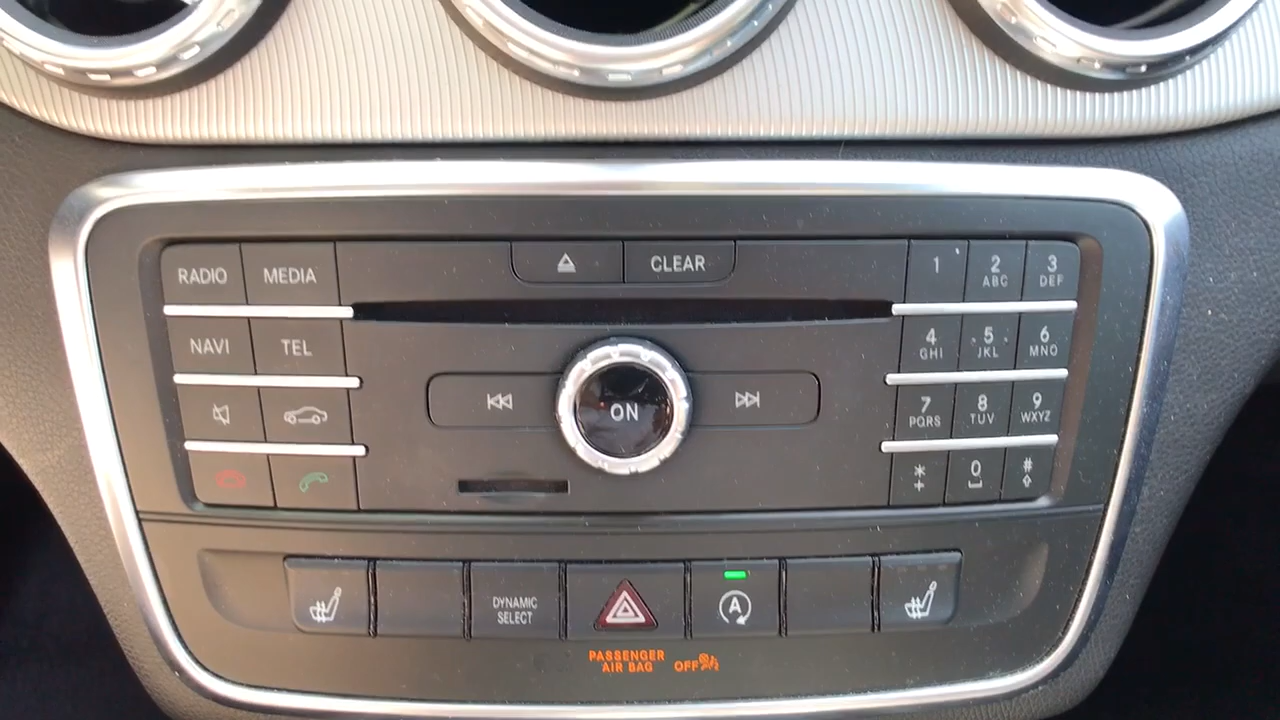 RADIO MEDIA CLEAR 1 2 3
ABC DEF
NAVI TEL 4 5 6
GHI JKL MNO
ON 7 8 9
PQRS TUV WXYZ
* 0 #
+
DYNAMIC
SELECT
A
PASSENGER
AIR BAG OFF